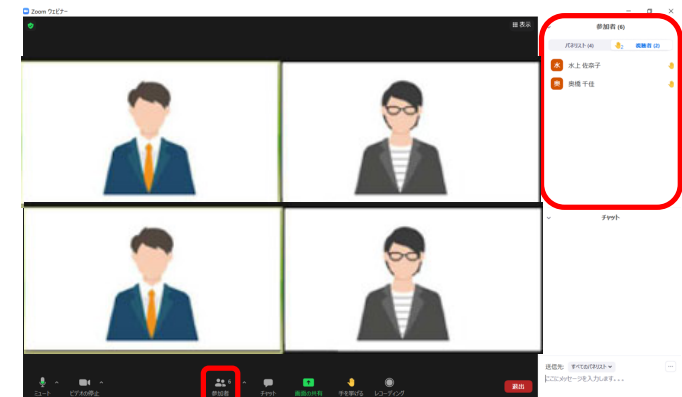 Zoom ウェビナー
表示
参加者 (6)
パネリスト (4)
2
視聴者 (2)
水 水上 佐奈子
奥 奥橋 千佳
チャット
送信先: すべてのパネリスト
ここにメッセージを入力します...
ミュート
ビデオの停止
6
参加者
チャット
画面の共有
手を挙げる
レコーディング
退出